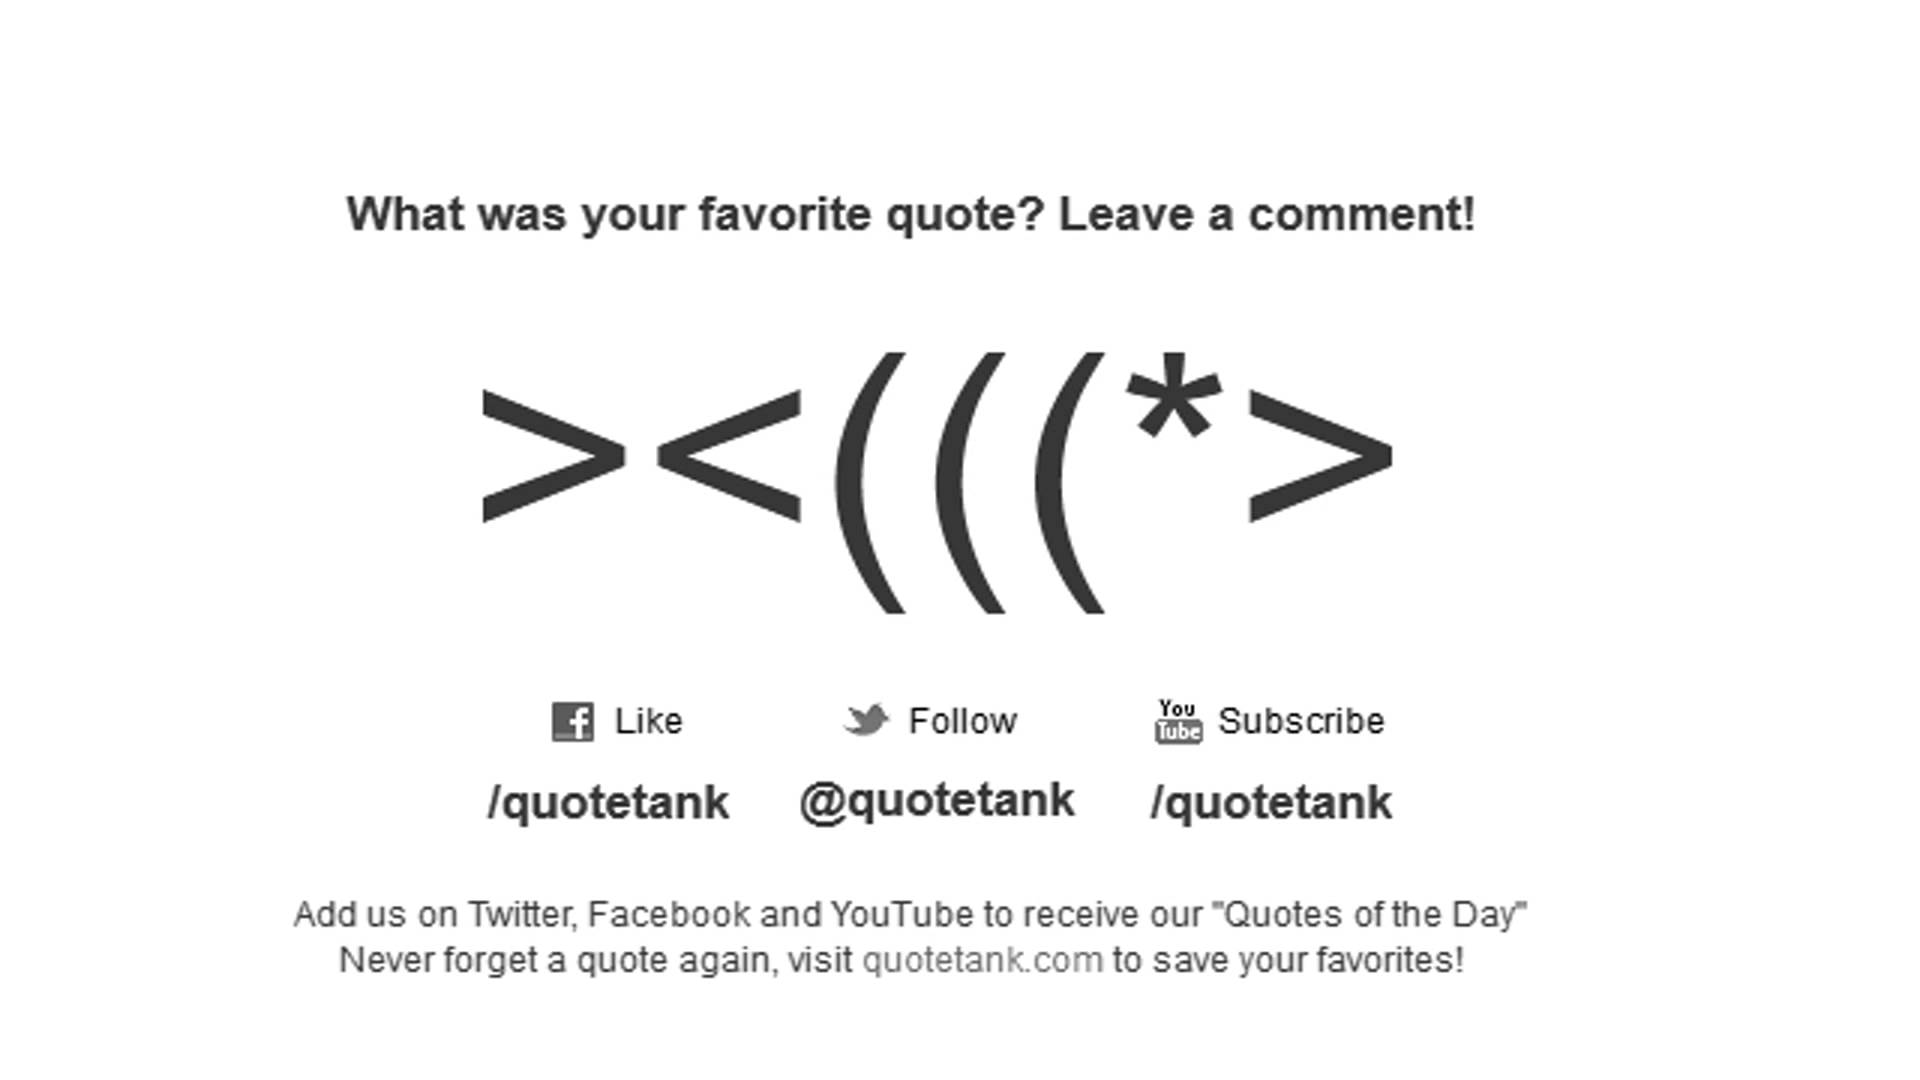 What was your favorite quote? Leave a comment!
><(((*>
f Like Follow You Tube Subscribe
/quotetank @quotetank /quotetank
Add us on Twitter, Facebook and YouTube to receive our "Quotes of the Day"
Never forget a quote again, visit quotetank.com to save your favorites!